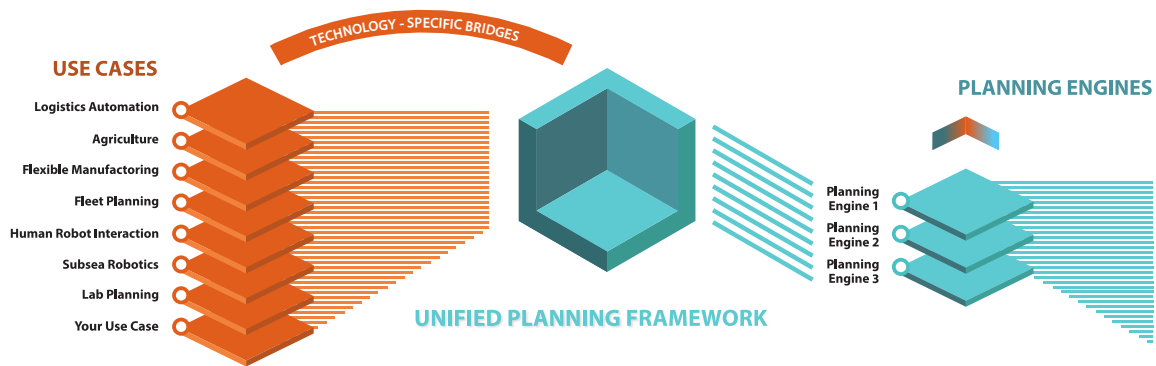 TECHNOLOGY - SPECIFIC BRIDGES
USE CASES
Logistics Automation
Agriculture
Flexible Manufactoring
Fleet Planning
Human Robot Interaction
Subsea Robotics
Lab Planning
Your Use Case
UNIFIED PLANNING FRAMEWORK
PLANNING ENGINES
Planning
Engine 1
Planning
Engine 2
Planning
Engine 3